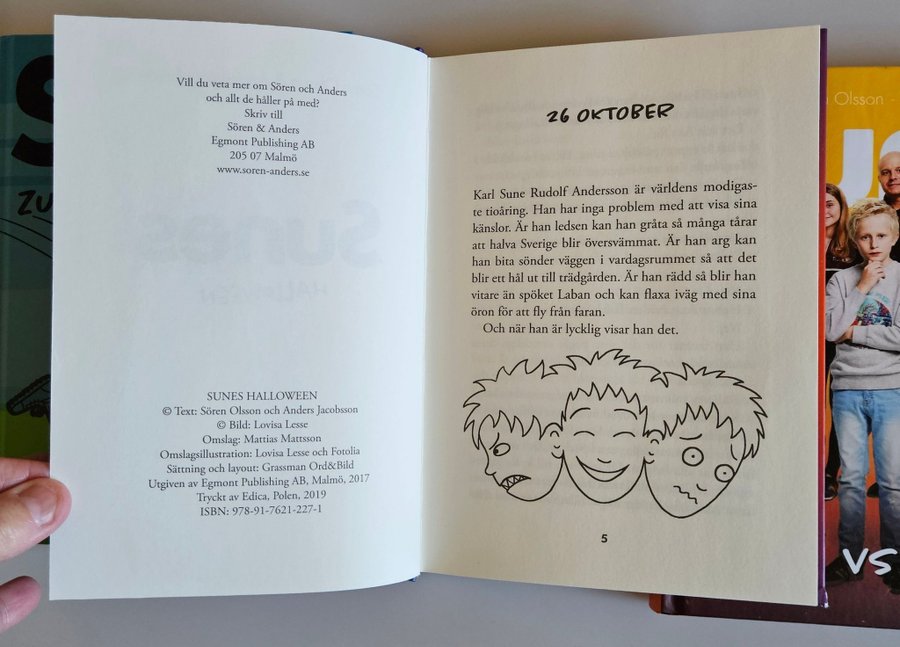 Vill du veta mer om Sören och Anders
och allt de håller på med?
Skriv till
Sören & Anders
Egmont Publishing AB
205 07 Malmö
www.soren-anders.se
SUNES HALLOWEEN
© Text: Sören Olsson och Anders Jacobsson
© Bild: Lovisa Lesse
Omslag: Mattias Mattsson
Omslagsillustration: Lovisa Lesse och Fotolia
Sättning och layout: Grassman Ord&Bild
Utgiven av Egmont Publishing AB, Malmö, 2017
Tryckt av Edica, Polen, 2019
ISBN: 978-91-7621-227-1
26 OKTOBER
Karl Sune Rudolf Andersson är världens modigas-
te tioåring. Han har inga problem med att visa sina
känslor. Är han ledsen kan han gråta så många tårar
att halva Sverige blir översvämmat. Är han arg kan
han bita sönder väggen i vardagsrummet så att det
blir ett hål ut till trädgården. Är han rädd så blir han
vitare än spöket Laban och kan flaxa iväg med sina
öron för att fly från faran.
Och när han är lycklig visar han det.
5
Olsson
VS